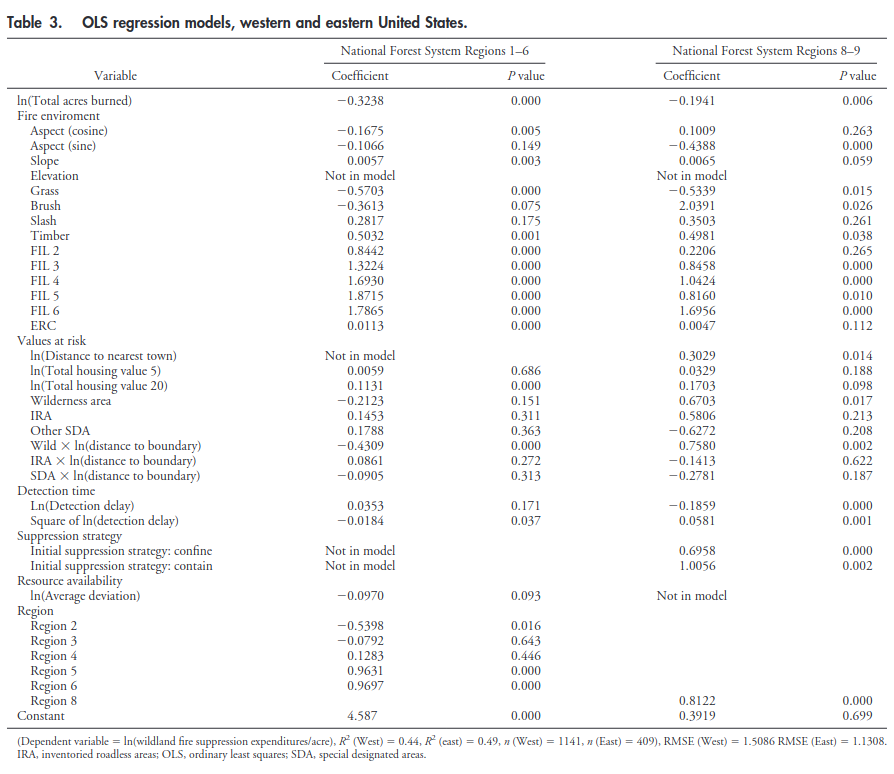 Table 3. OLS regression models, western and eastern United States.
National Forest System Regions 1–6 National Forest System Regions 8–9
Variable Coefficient P value Coefficient P value
ln(Total acres burned) −0.3238 0.000 −0.1941 0.006
Fire enviroment
Aspect (cosine) −0.1675 0.005 0.1009 0.263
Aspect (sine) −0.1066 0.149 −0.4388 0.000
Slope 0.0057 0.003 0.0065 0.059
Elevation Not in model Not in model
Grass −0.5703 0.000 −0.5339 0.015
Brush −0.3613 0.075 2.0391 0.026
Slash 0.2817 0.175 0.3503 0.261
Timber 0.5032 0.001 0.4981 0.038
FIL 2 0.8442 0.000 0.2206 0.265
FIL 3 1.3224 0.000 0.8458 0.000
FIL 4 1.6930 0.000 1.0424 0.000
FIL 5 1.8715 0.000 0.8160 0.010
FIL 6 1.7865 0.000 1.6956 0.000
ERC 0.0113 0.000 0.0047 0.112
Values at risk
ln(Distance to nearest town) Not in model 0.3029 0.014
ln(Total housing value 5) 0.0059 0.686 0.0329 0.188
ln(Total housing value 20) 0.1131 0.000 0.1703 0.098
Wilderness area −0.2123 0.151 0.6703 0.017
IRA 0.1453 0.311 0.5806 0.213
Other SDA 0.1788 0.363 −0.6272 0.208
Wild × ln(distance to boundary) −0.4309 0.000 0.7580 0.002
IRA × ln(distance to boundary) 0.0861 0.272 −0.1413 0.622
SDA × ln(distance to boundary) −0.0905 0.313 −0.2781 0.187
Detection time
Ln(Detection delay) 0.0353 0.171 −0.1859 0.000
Square of ln(detection delay) −0.0184 0.037 0.0581 0.001
Suppression strategy
Initial suppression strategy: confine Not in model 0.6958 0.000
Initial suppression strategy: contain Not in model 1.0056 0.002
Resource availability
ln(Average deviation) −0.0970 0.093 Not in model
Region
Region 2 −0.5398 0.016
Region 3 −0.0792 0.643
Region 4 0.1283 0.446
Region 5 0.9631 0.000
Region 6 0.9697 0.000
Region 8 0.8122 0.000
Constant 4.587 0.000 0.3919 0.699
(Dependent variable = ln(wildland fire suppression expenditures/acre), R² (West) = 0.44, R² (east) = 0.49, n (West) = 1141, n (East) = 409), RMSE (West) = 1.5086 RMSE (East) = 1.1308.
IRA, inventoried roadless areas; OLS, ordinary least squares; SDA, special designated areas.